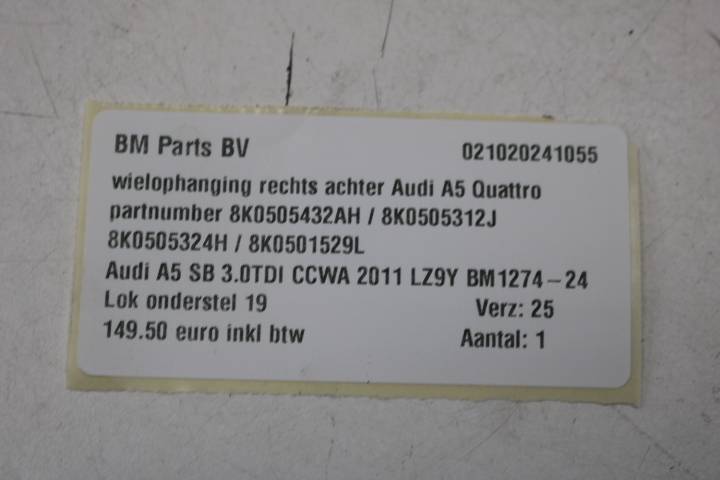 BM Parts BV 021020241055
wielophanging rechts achter Audi A5 Quattro
partnumber 8K0505432AH / 8K0505312J
8K0505324H / 8K0501529L
Audi A5 SB 3.0TDI CCWA 2011 LZ9Y BM1274-24
Lok onderstel 19 Verz: 25
149.50 euro inkl btw Aantal: 1